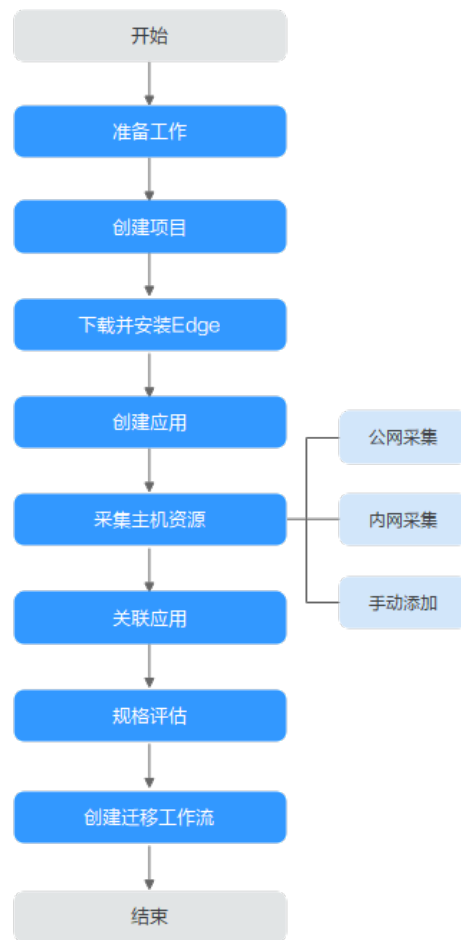 开始
准备工作
创建项目
下载并安装Edge
创建应用
公网采集
采集主机资源
内网采集
手动添加
关联应用
规格评估
创建迁移工作流
结束